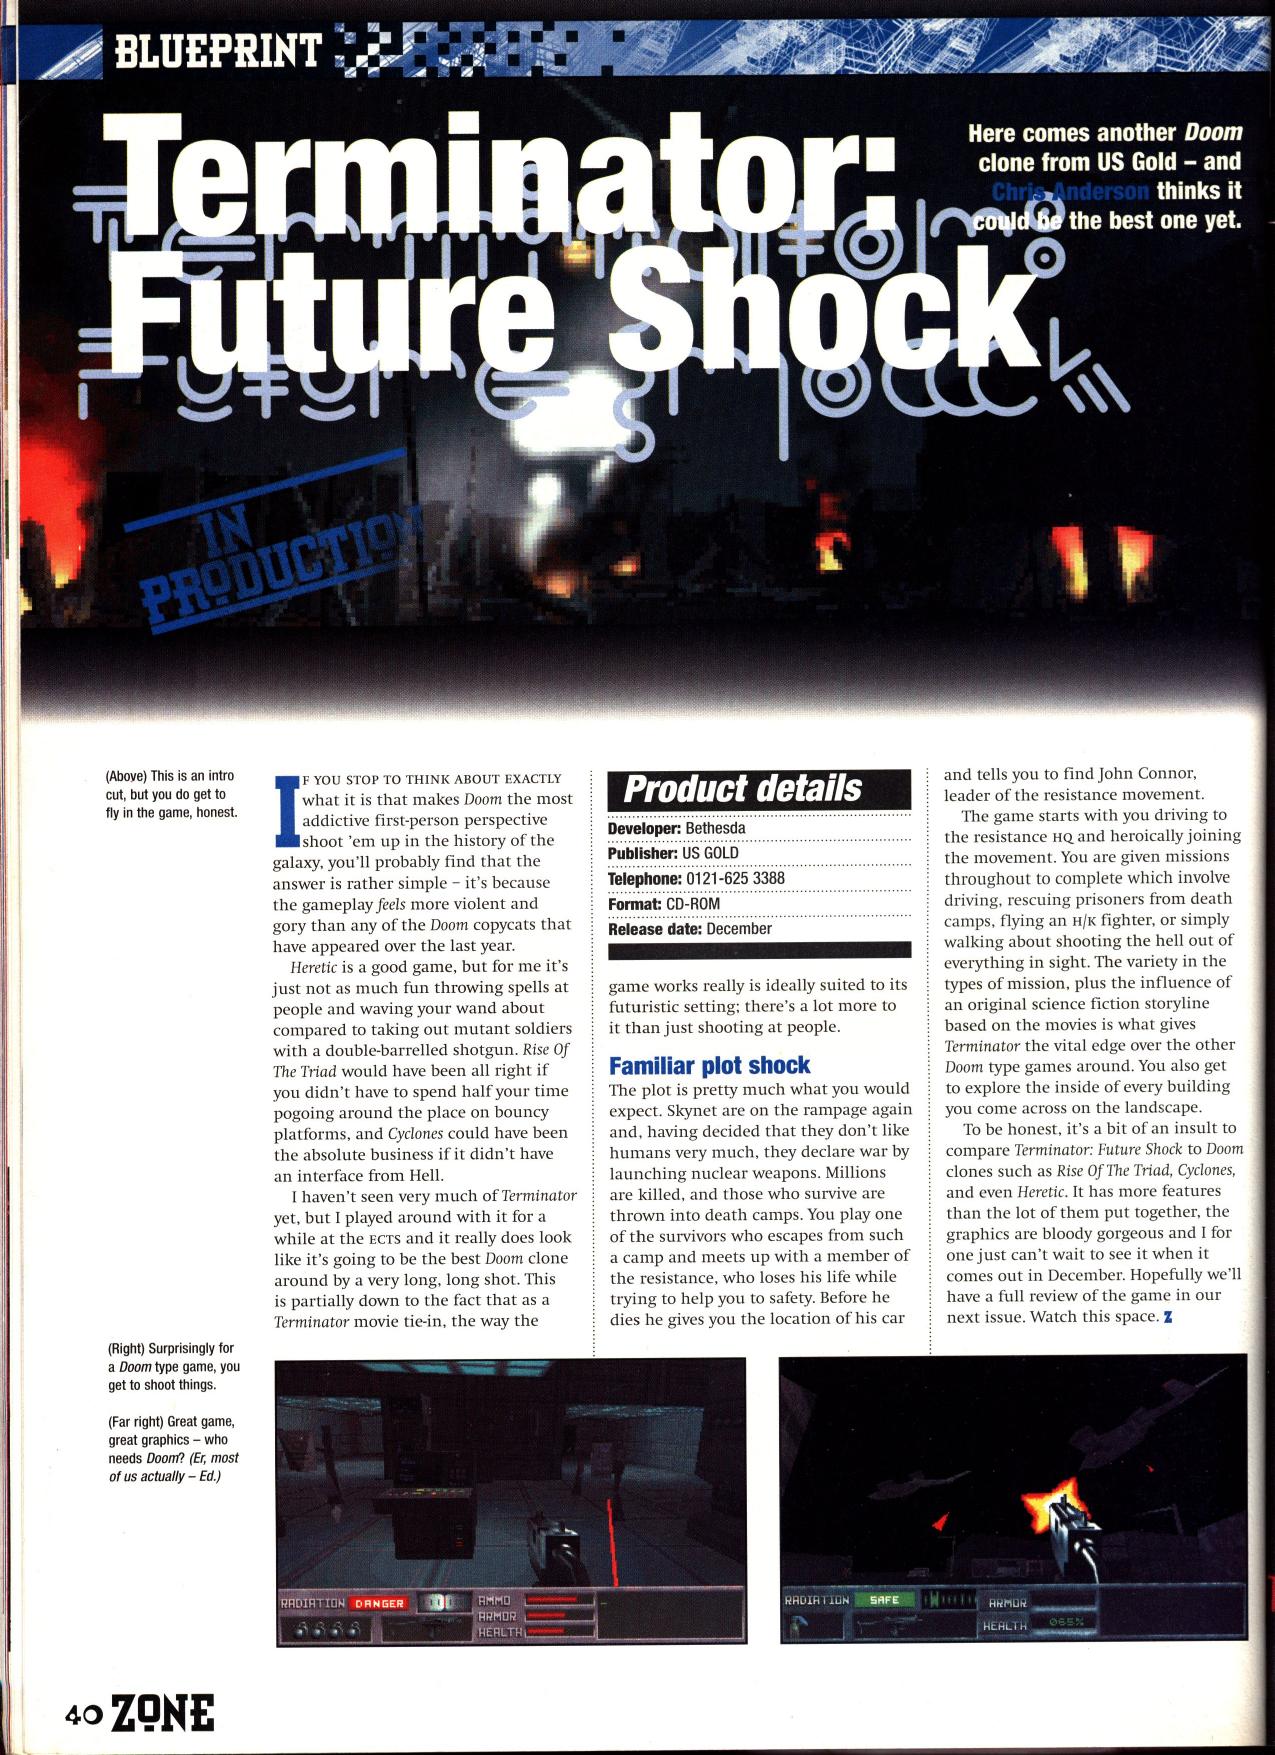 BLUEPRINT
Terminator:
Future Shock
Here comes another Doom
clone from US Gold – and
Chris Anderson thinks it
could be the best one yet.
IN
PRODUCTION
(Above) This is an intro
cut, but you do get to
fly in the game, honest.
IF YOU STOP TO THINK ABOUT EXACTLY
what it is that makes Doom the most
addictive first-person perspective
shoot 'em up in the history of the
galaxy, you'll probably find that the
answer is rather simple – it's because
the gameplay feels more violent and
gory than any of the Doom copycats that
have appeared over the last year.
Heretic is a good game, but for me it's
just not as much fun throwing spells at
people and waving your wand about
compared to taking out mutant soldiers
with a double-barrelled shotgun. Rise Of
The Triad would have been all right if
you didn't have to spend half your time
pogoing around the place on bouncy
platforms, and Cyclones could have been
the absolute business if it didn't have
an interface from Hell.
I haven't seen very much of Terminator
yet, but I played around with it for a
while at the ECTS and it really does look
like it's going to be the best Doom clone
around by a very long, long shot. This
is partially down to the fact that as a
Terminator movie tie-in, the way the
Product details
Developer: Bethesda
Publisher: US GOLD
Telephone: 0121-625 3388
Format: CD-ROM
Release date: December
game works really is ideally suited to its
futuristic setting; there's a lot more to
it than just shooting at people.
Familiar plot shock
The plot is pretty much what you would
expect. Skynet are on the rampage again
and, having decided that they don't like
humans very much, they declare war by
launching nuclear weapons. Millions
are killed, and those who survive are
thrown into death camps. You play one
of the survivors who escapes from such
a camp and meets up with a member of
the resistance, who loses his life while
trying to help you to safety. Before he
dies he gives you the location of his car
and tells you to find John Connor,
leader of the resistance movement.
The game starts with you driving to
the resistance HQ and heroically joining
the movement. You are given missions
throughout to complete which involve
driving, rescuing prisoners from death
camps, flying an H/K fighter, or simply
walking about shooting the hell out of
everything in sight. The variety in the
types of mission, plus the influence of
an original science fiction storyline
based on the movies is what gives
Terminator the vital edge over the other
Doom type games around. You also get
to explore the inside of every building
you come across on the landscape.
To be honest, it's a bit of an insult to
compare Terminator: Future Shock to Doom
clones such as Rise Of The Triad, Cyclones,
and even Heretic. It has more features
than the lot of them put together, the
graphics are bloody gorgeous and I for
one just can't wait to see it when it
comes out in December. Hopefully we'll
have a full review of the game in our
next issue. Watch this space. Z
(Right) Surprisingly for
a Doom type game, you
get to shoot things.
(Far right) Great game,
great graphics – who
needs Doom? (Er, most
of us actually – Ed.)
RADIATION DANGER
AMMO
ARMOR
HEALTH
RADIATION SAFE
ARMOR
HEALTH 065%
40 ZONE